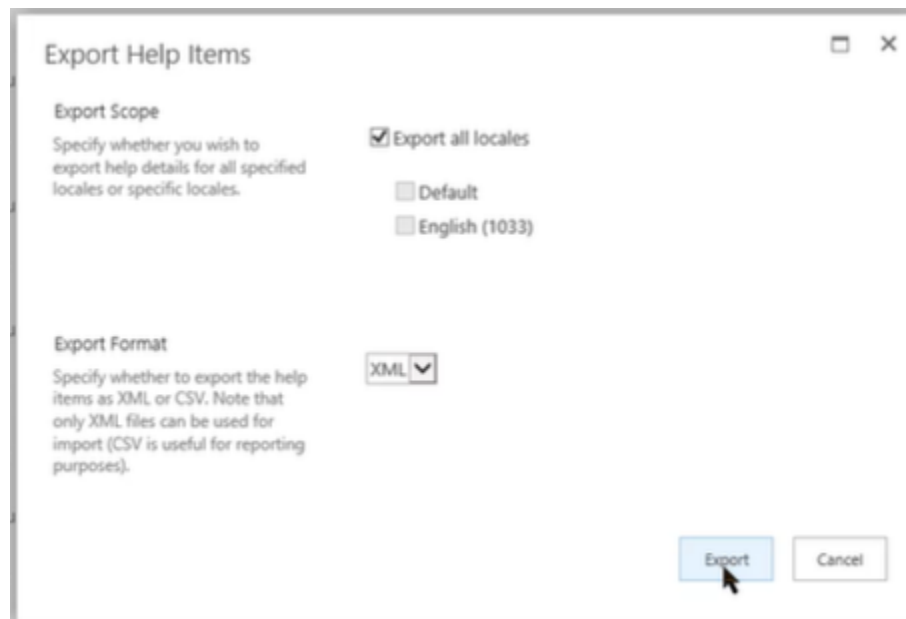 Export Help Items
Export Scope
Specify whether you wish to
export help details for all specified
locales or specific locales.
Export all locales
Default
English (1033)
Export Format
Specify whether to export the help
items as XML or CSV. Note that
only XML files can be used for
import (CSV is useful for reporting
purposes).
XML
Export
Cancel